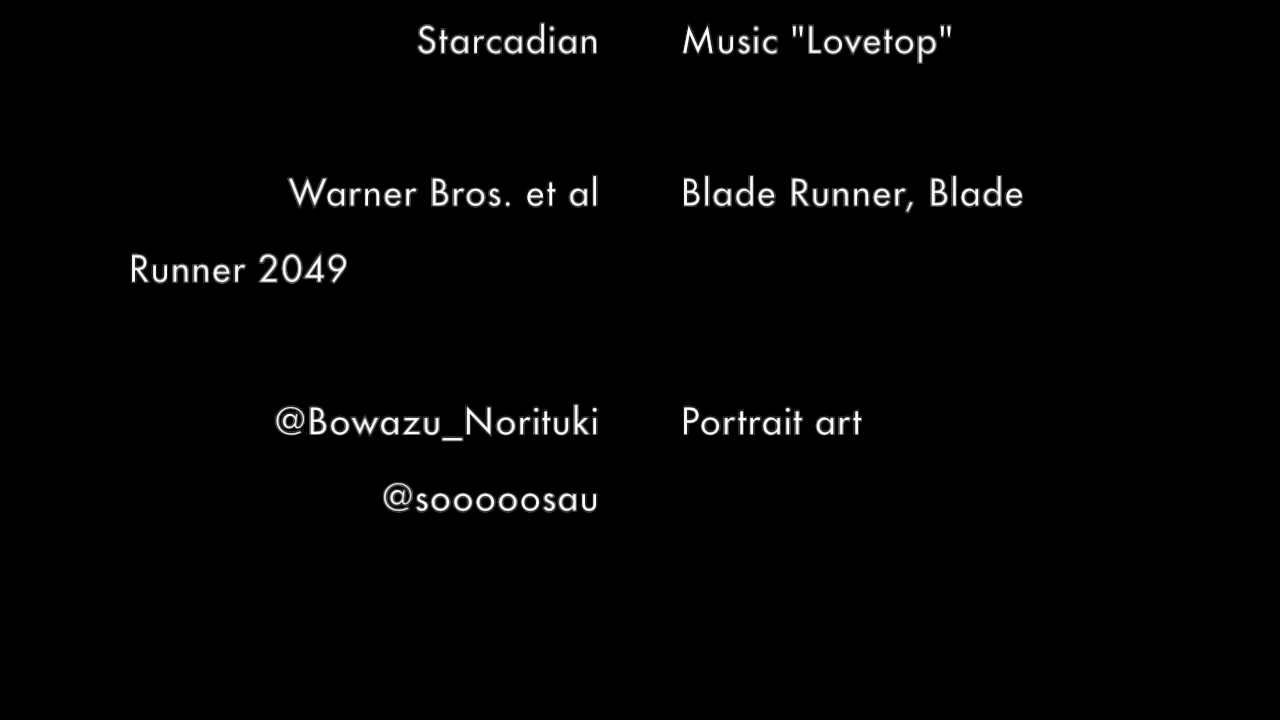 Starcadian Music "Lovetop"
Warner Bros. et al Blade Runner, Blade
Runner 2049
@Bowazu_Norituki Portrait art
@sooooosau